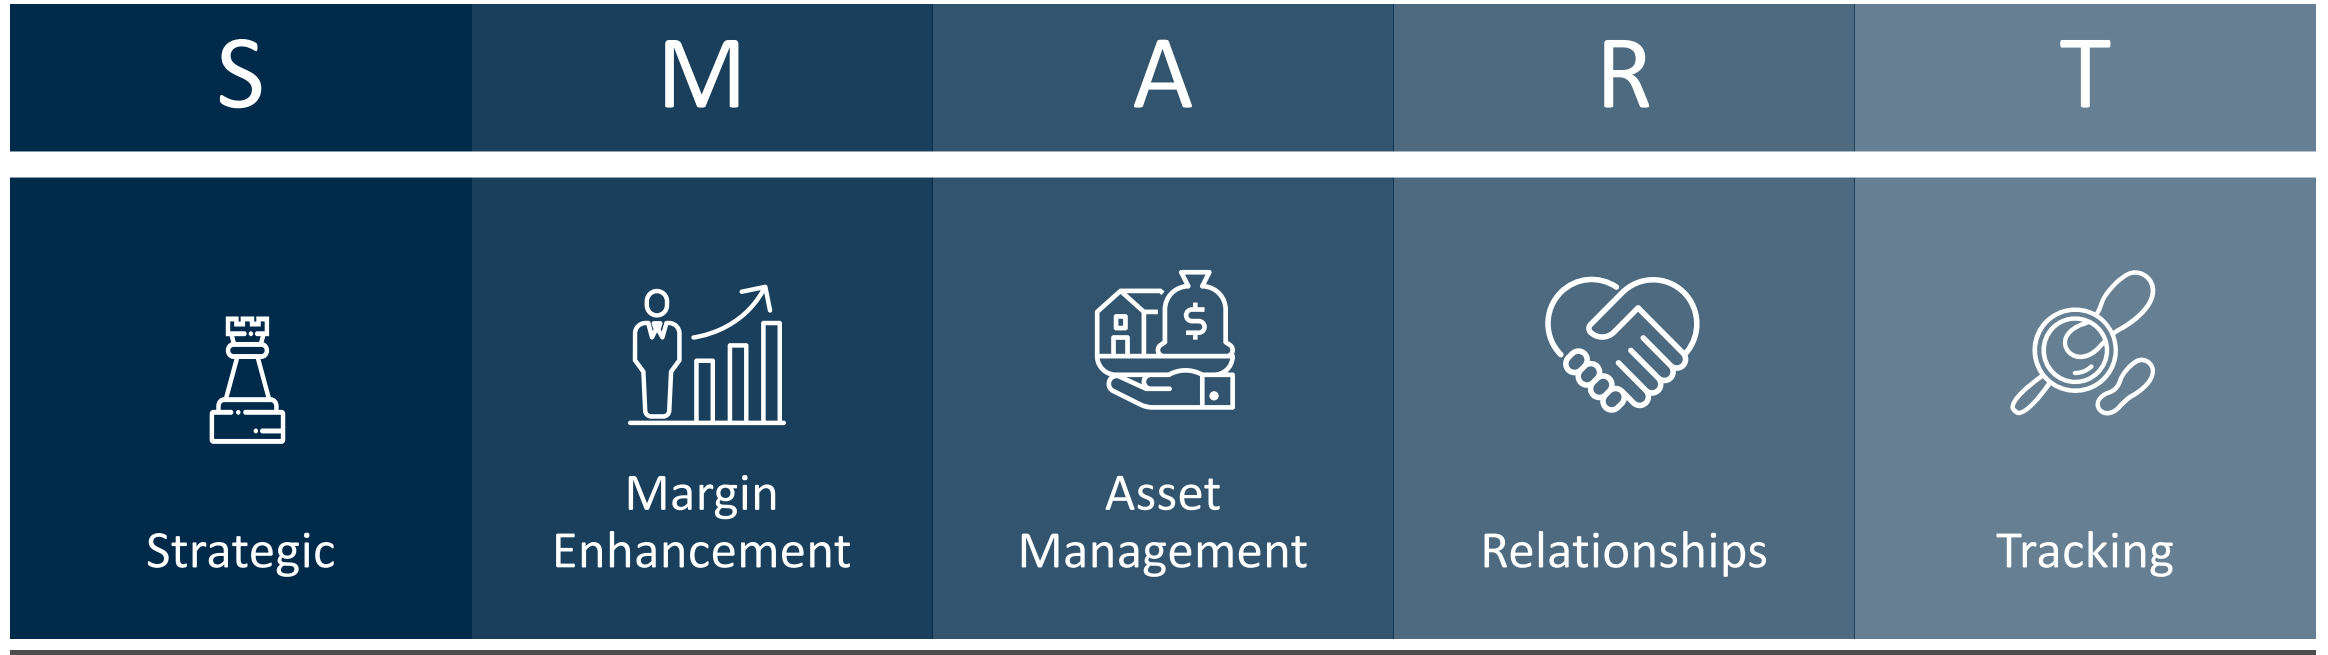 S
M
A
R
T
$
Strategic
Margin
Enhancement
Asset
Management
Relationships
Tracking